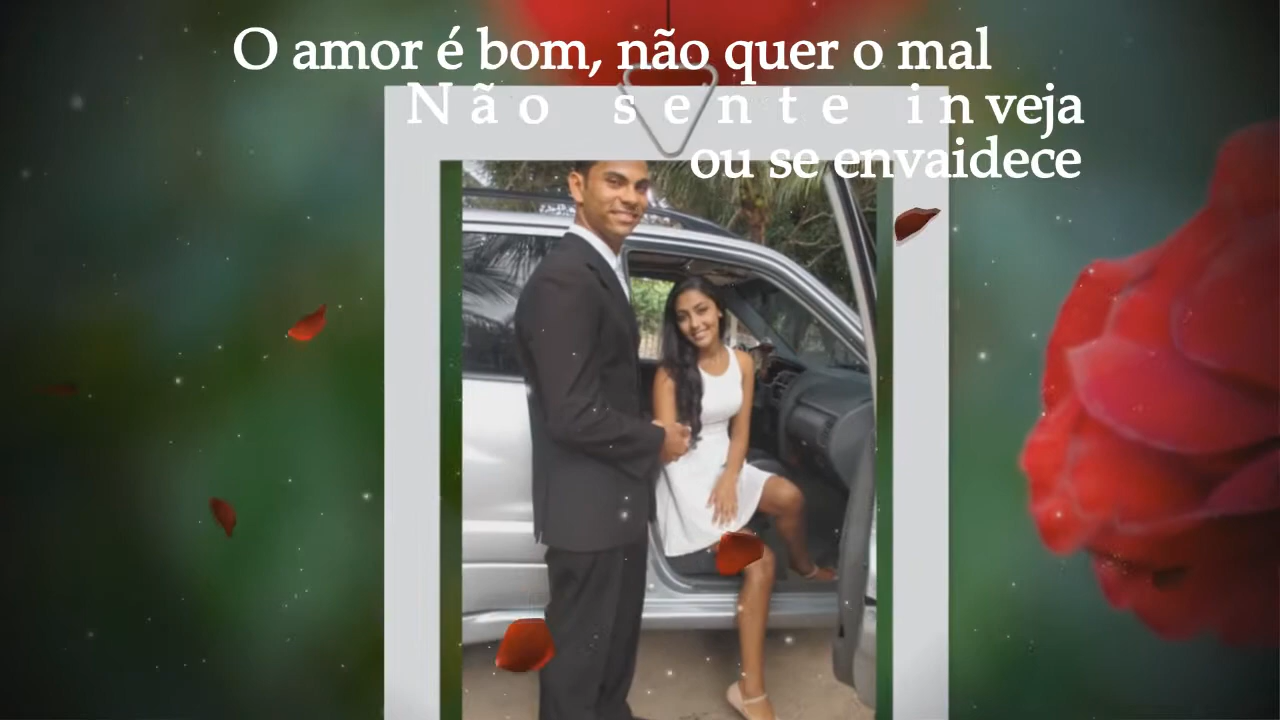 O amor é bom, não quer o mal
Não sente inveja
ou se envaidece